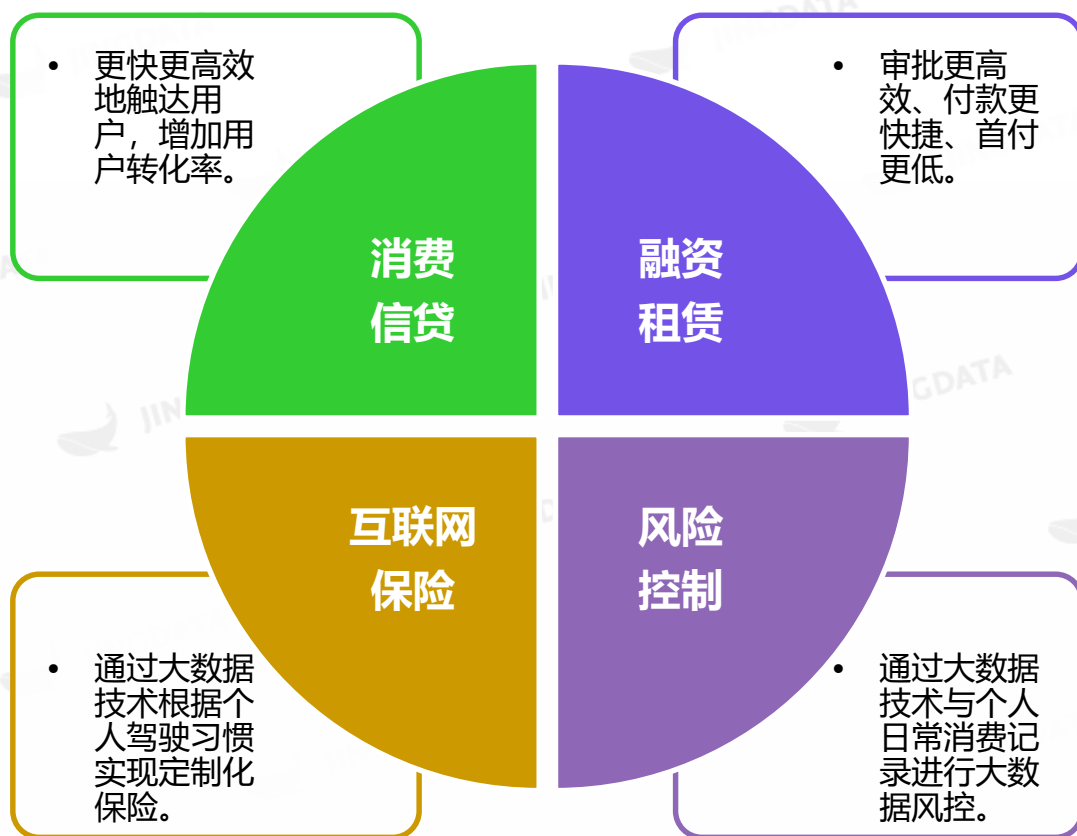 • 更快更高效
地触达用
户，增加用
户转化率。
• 审批更高
效、付款更
快捷、首付
更低。
消费
信贷
融资
租赁
互联网
保险
风险
控制
• 通过大数据
技术根据个
人驾驶习惯
实现定制化
保险。
• 通过大数据
技术与个人
日常消费记
录进行大数
据风控。
GDATA